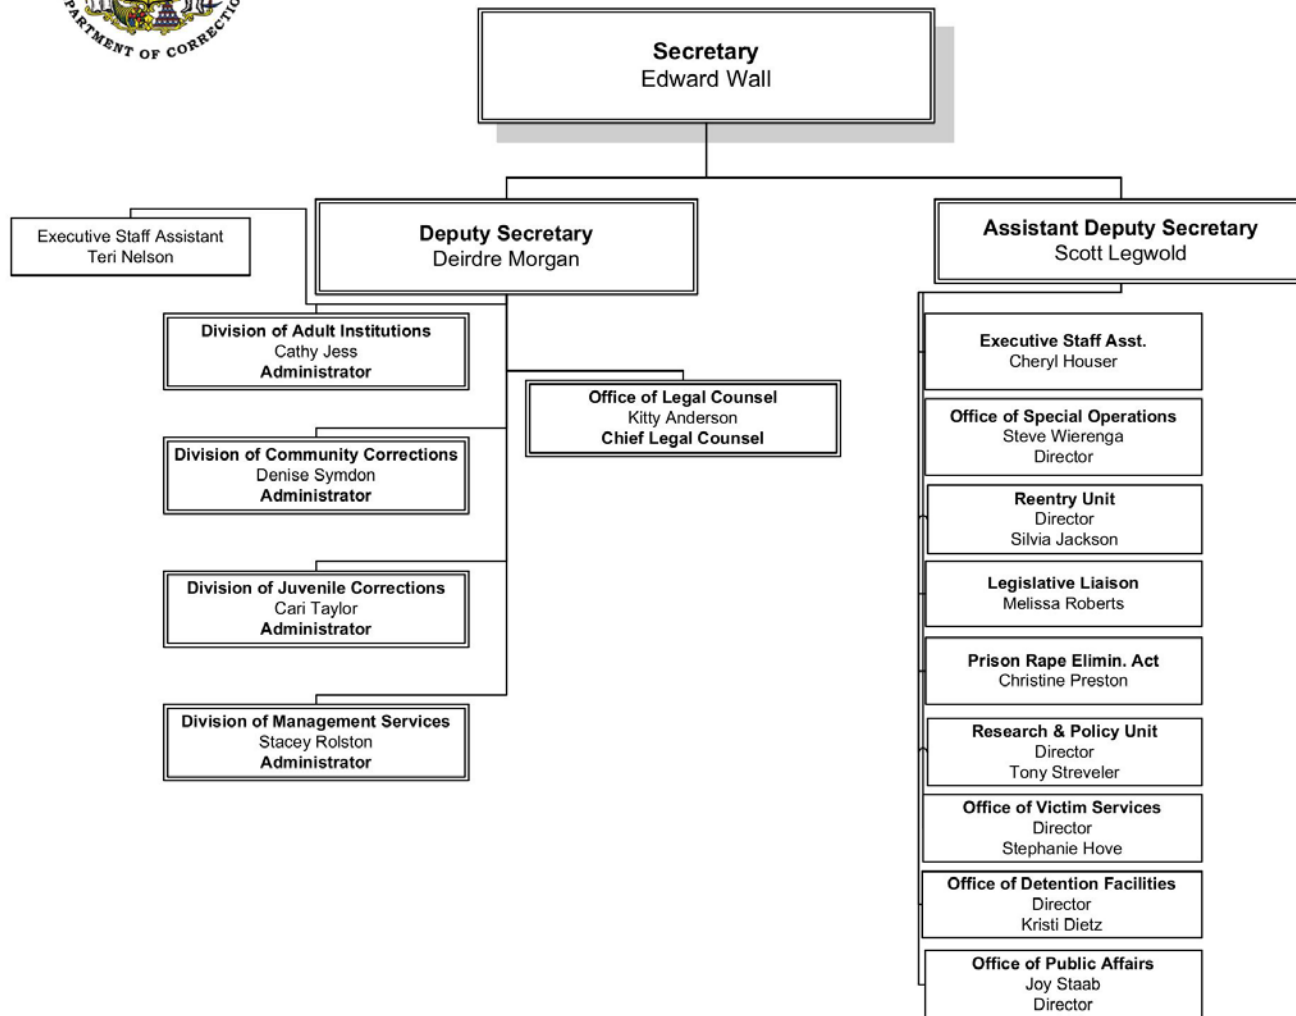 PARTMENT OF CORRECTIO
Secretary
Edward Wall
Executive Staff Assistant
Teri Nelson
Deputy Secretary
Deirdre Morgan
Assistant Deputy Secretary
Scott Legwold
Division of Adult Institutions
Cathy Jess
Administrator
Office of Legal Counsel
Kitty Anderson
Chief Legal Counsel
Division of Community Corrections
Denise Symdon
Administrator
Division of Juvenile Corrections
Cari Taylor
Administrator
Division of Management Services
Stacey Rolston
Administrator
Executive Staff Asst.
Cheryl Houser
Office of Special Operations
Steve Wierenga
Director
Reentry Unit
Director
Silvia Jackson
Legislative Liaison
Melissa Roberts
Prison Rape Elimin. Act
Christine Preston
Research & Policy Unit
Director
Tony Streveler
Office of Victim Services
Director
Stephanie Hove
Office of Detention Facilities
Director
Kristi Dietz
Office of Public Affairs
Joy Staab
Director